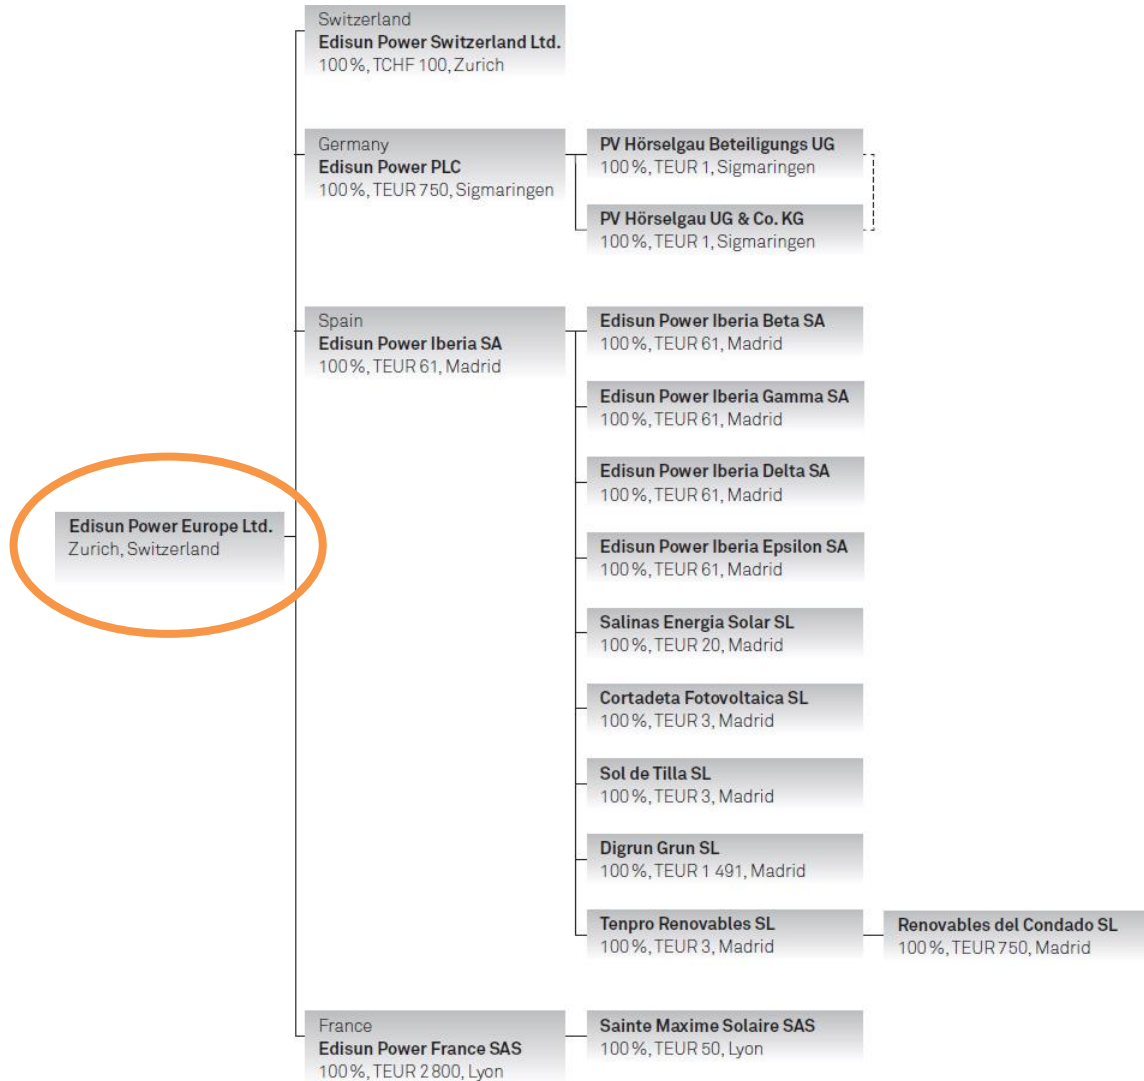 Switzerland
Edisun Power Switzerland Ltd.
100%, TCHF 100, Zurich
Germany
Edisun Power PLC
100%, TEUR 750, Sigmaringen
PV Hörselgau Beteiligungs UG
100%, TEUR 1, Sigmaringen
PV Hörselgau UG & Co. KG
100%, TEUR 1, Sigmaringen
Spain
Edisun Power Iberia SA
100%, TEUR 61, Madrid
Edisun Power Iberia Beta SA
100%, TEUR 61, Madrid
Edisun Power Iberia Gamma SA
100%, TEUR 61, Madrid
Edisun Power Iberia Delta SA
100%, TEUR 61, Madrid
Edisun Power Europe Ltd.
Zurich, Switzerland
Edisun Power Iberia Epsilon SA
100%, TEUR 61, Madrid
Salinas Energia Solar SL
100%, TEUR 20, Madrid
Cortadeta Fotovoltaica SL
100%, TEUR 3, Madrid
Sol de Tilla SL
100%, TEUR 3, Madrid
Digrun Grun SL
100%, TEUR 1 491, Madrid
Tenpro Renovables SL
100%, TEUR 3, Madrid
Renovables del Condado SL
100%, TEUR 750, Madrid
France
Edisun Power France SAS
100%, TEUR 2 800, Lyon
Sainte Maxime Solaire SAS
100%, TEUR 50, Lyon